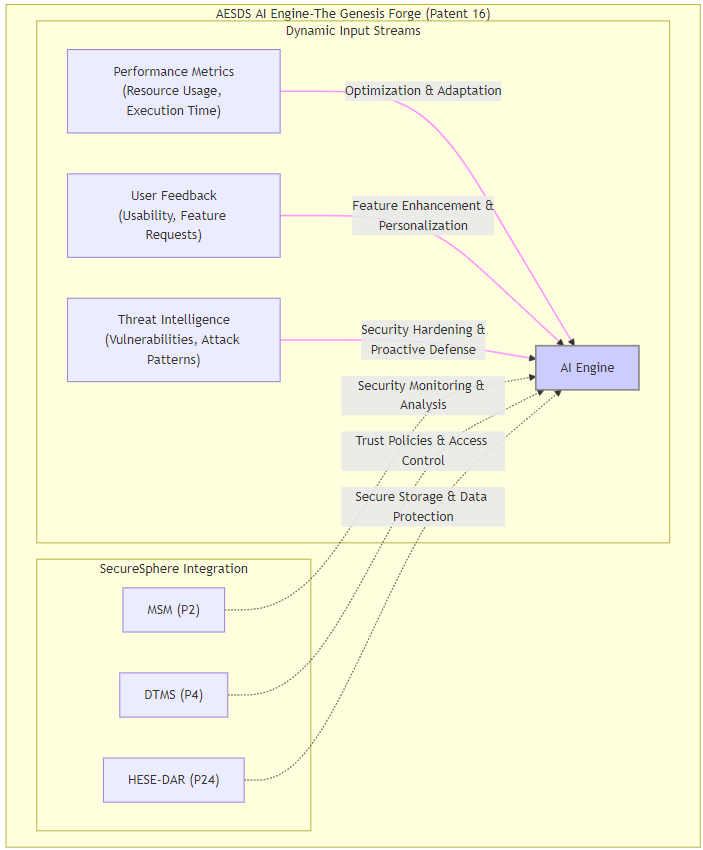 AESDS AI Engine-The Genesis Forge (Patent 16)
Dynamic Input Streams
Performance Metrics
(Resource Usage,
Execution Time)
Optimization & Adaptation
User Feedback
(Usability, Feature
Requests)
Feature Enhancement &
Personalization
Threat Intelligence
(Vulnerabilities, Attack
Patterns)
Security Hardening &
Proactive Defense
AI Engine
Security Monitoring &
Analysis
Trust Policies & Access
Control
Secure Storage & Data
Protection
SecureSphere Integration
MSM (P2)
DTMS (P4)
HESE-DAR (P24)